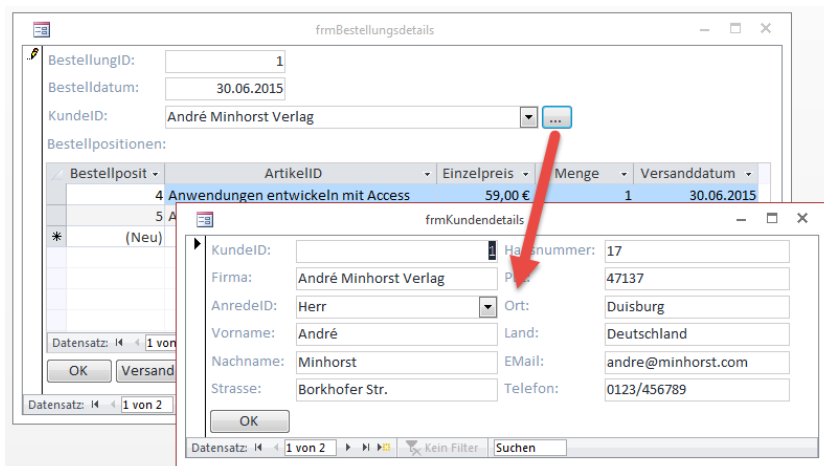 frmBestellungsdetails
BestellungID: 1
Bestelldatum: 30.06.2015
KundeID: André Minhorst Verlag ...
Bestellpositionen:
Bestellposit ArtikelID Einzelpreis Menge Versanddatum
4 Anwendungen entwickeln mit Access 59,00 € 1 30.06.2015
5 A
* (Neu)
Datensatz: 1 von
OK Versand
Datensatz: 1 von 2
frmKundendetails
KundeID: 1 Hausnummer: 17
Firma: André Minhorst Verlag 47137
AnredeID: Herr Ort: Duisburg
Vorname: André Land: Deutschland
Nachname: Minhorst EMail: andre@minhorst.com
Strasse: Borkhofer Str. Telefon: 0123/456789
OK
Datensatz: 1 von 2 Kein Filter Suchen